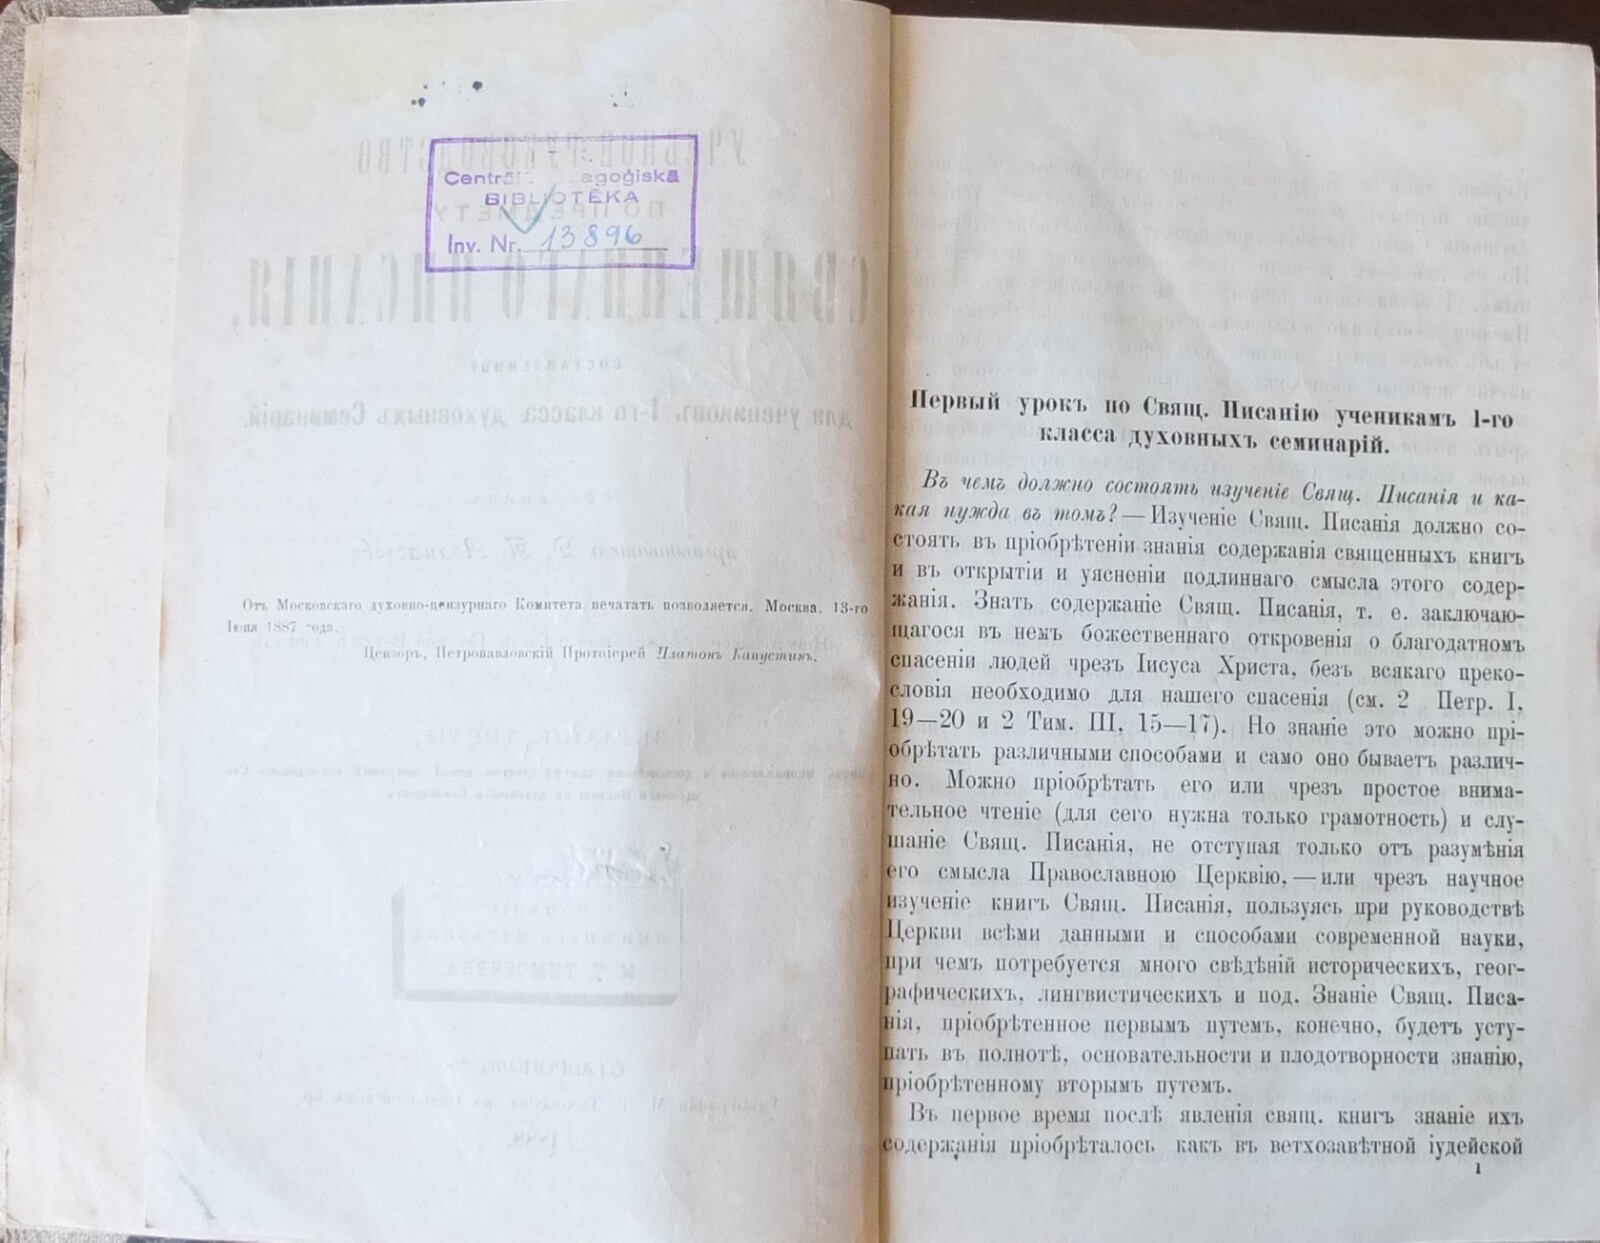 Centrāl agoģiskā
BIBLIOTĒKA
Inv. Nr. 13896
Отъ Московскаго духовно-цензурнаго Комитета печатать позволяется. Москва. 13-го
Іюня 1887 года.
Цензоръ, Петропавловскій Протоіерей Платонъ Капустинъ.
Первый урокъ по Свящ. Писанію ученикамъ 1-го
класса духовныхъ семинарій.
Въ чемъ должно состоять изученіе Свящ. Писанія и ка-
кая нужда въ томъ? — Изученіе Свящ. Писанія должно со-
стоять въ пріобрѣтеніи знанія содержанія священныхъ книгъ
и въ открытіи и уясненіи подлиннаго смысла этого содер-
жанія. Знать содержаніе Свящ. Писанія, т. е. заключаю-
щагося въ немъ божественнаго откровенія о благодатномъ
спасеніи людей чрезъ Іисуса Христа, безъ всякаго преко-
словія необходимо для нашего спасенія (см. 2 Петр. I,
19—20 и 2 Тим. III, 15—17). Но знаніе это можно прі-
обрѣтать различными способами и само оно бываетъ различ-
но. Можно пріобрѣтать его или чрезъ простое внима-
тельное чтеніе (для сего нужна только грамотность) и слу-
шаніе Свящ. Писанія, не отступая только отъ разумѣнія
его смысла Православною Церквію, — или чрезъ научное
изученіе книгъ Свящ. Писанія, пользуясь при руководствѣ
Церкви всѣми данными и способами современной науки,
при чемъ потребуется много свѣдѣній историческихъ, геог-
рафическихъ, лингвистическихъ и под. Знаніе Свящ. Писа-
нія, пріобрѣтенное первымъ путемъ, конечно, будетъ усту-
пать въ полнотѣ, основательности и плодотворности знанію,
пріобрѣтенному вторымъ путемъ.
Въ первое время послѣ явленія свящ. книгъ знаніе ихъ
содержанія пріобрѣталось какъ въ ветхозавѣтной іудейской
1